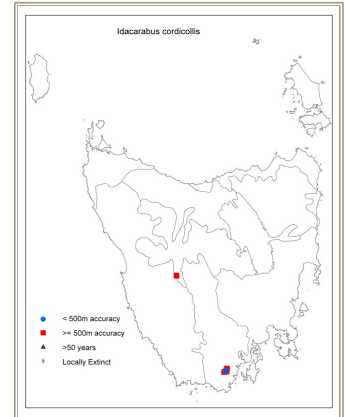 Idacarabus cordicollis
< 500m accuracy
>= 500m accuracy
>50 years
Locally Extinct